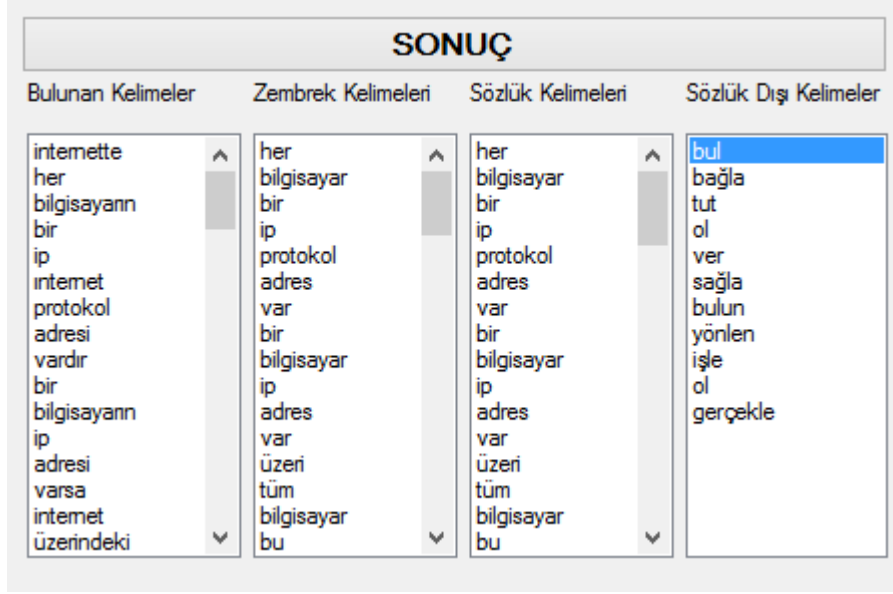 SONUÇ
Bulunan Kelimeler
Zembrek Kelimeleri
Sözlük Kelimeleri
Sözlük Dışı Kelimeler
internette
her
bilgisayarın
bir
ip
ınternet
protokol
adresi
vardır
bir
bilgisayarın
ip
adresi
varsa
internet
üzerindeki
her
bilgisayar
bir
ip
protokol
adres
var
bir
bilgisayar
ip
adres
var
üzeri
tüm
bilgisayar
bu
her
bilgisayar
bir
ip
protokol
adres
var
bir
bilgisayar
ip
adres
var
üzeri
tüm
bilgisayar
bu
bul
bağla
tut
ol
ver
sağla
bulun
yönlen
işle
ol
gerçekle